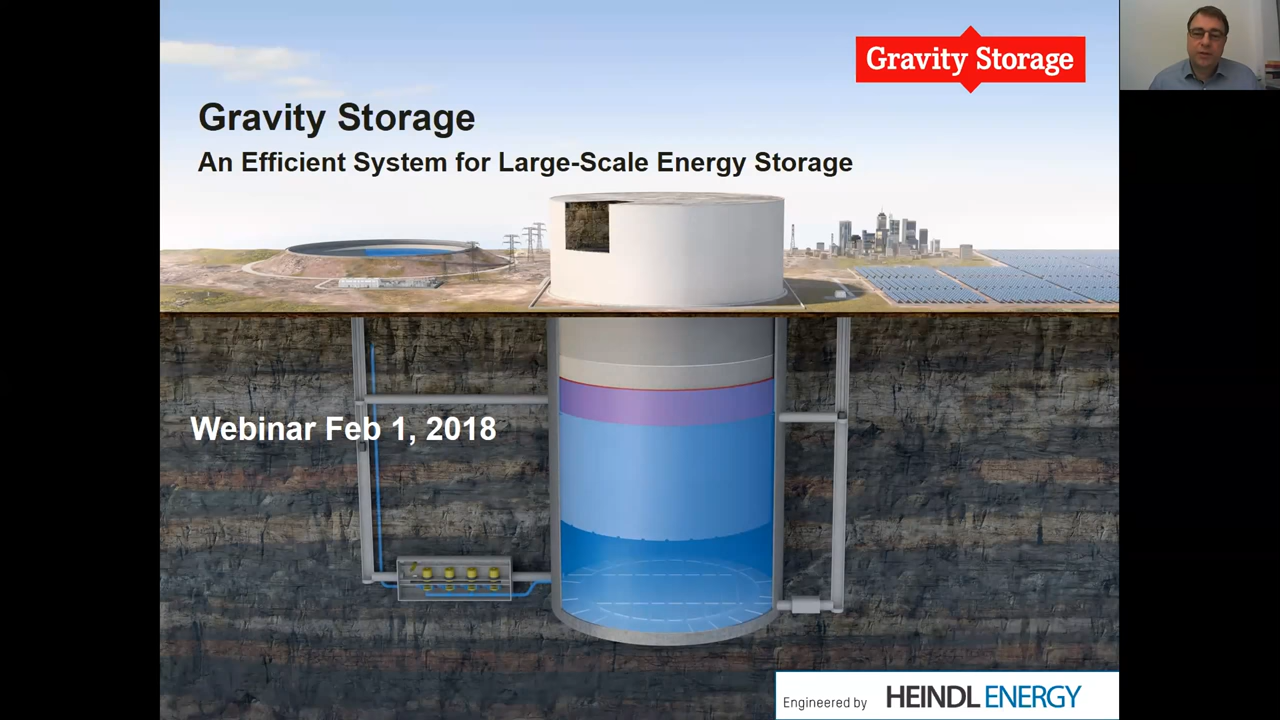 Gravity Storage
Gravity Storage
An Efficient System for Large-Scale Energy Storage
Webinar Feb 1, 2018
Engineered by HEINDL ENERGY